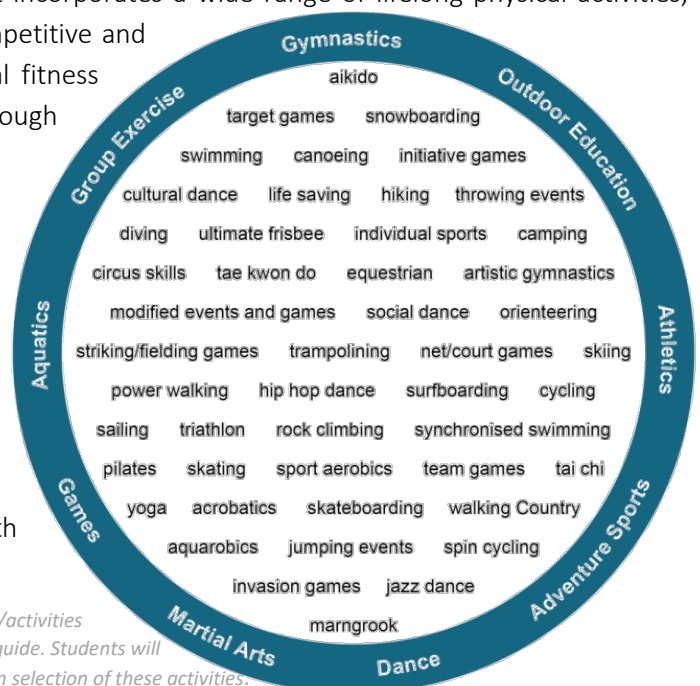 incorporates a wide range of lifelong physical activities,
petitive and
fitness
ough
Gymnastics
Outdoor Education
Athletics
Adventure Sports
Dance
Martial Arts
Games
Aquatics
Group Exercise
aikido
target games snowboarding
swimming canoeing initiative games
cultural dance life saving hiking throwing events
diving ultimate frisbee individual sports camping
circus skills tae kwon do equestrian artistic gymnastics
modified events and games social dance orienteering
striking/fielding games trampolining net/court games skiing
power walking hip hop dance surfboarding cycling
sailing triathlon rock climbing synchronised swimming
pilates skating sport aerobics team games tai chi
yoga acrobatics skateboarding walking Country
aquarobics jumping events spin cycling
invasion games jazz dance
marngrook
th
/activities
guide. Students will
n selection of these activities.